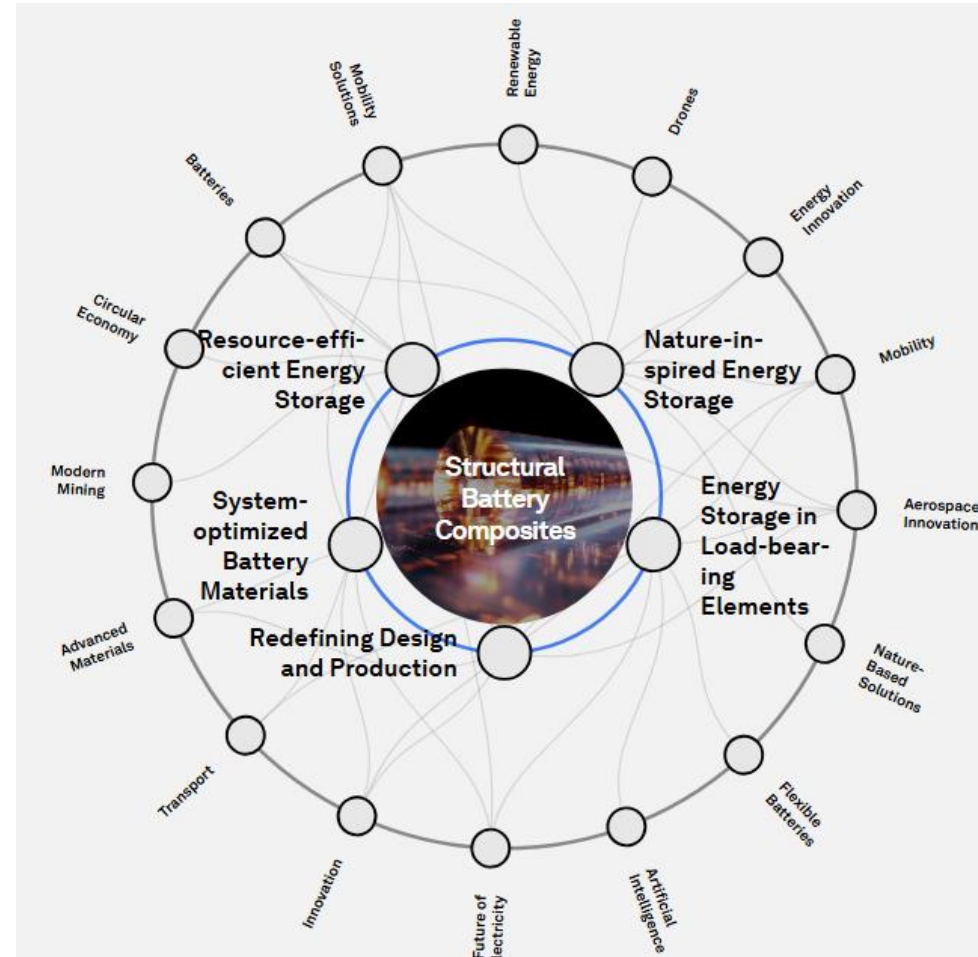 Renewable
Energy
Mobility
Solutions
Drones
Batteries
Energy
Innovation
Circular
Economy
Mobility
Resource-effi-
cient Energy
Storage
Nature-in-
spired Energy
Storage
Structural
Battery
Composites
Modern
Mining
System-
optimized
Battery
Materials
Energy
Storage in
Load-bear-
ing
Elements
Aerospace
Innovation
Advanced
Materials
Redefining Design
and Production
Nature-
Based
Solutions
Transport
Flexible
Batteries
Innovation
Future of
lectricity
Artificial
Intelligence